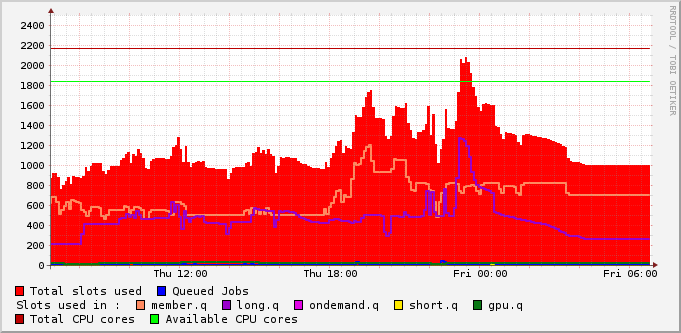 2400
2200
2000
1800
1600
1400
1200
1000
800
600
400
200
0
Thu 12:00 Thu 18:00 Fri 00:00 Fri 06:00
Total slots used Queued Jobs
Slots used in : member.q long.q ondemand.q short.q gpu.q
Total CPU cores Available CPU cores
RRDTOOL / TOBI OETIKER